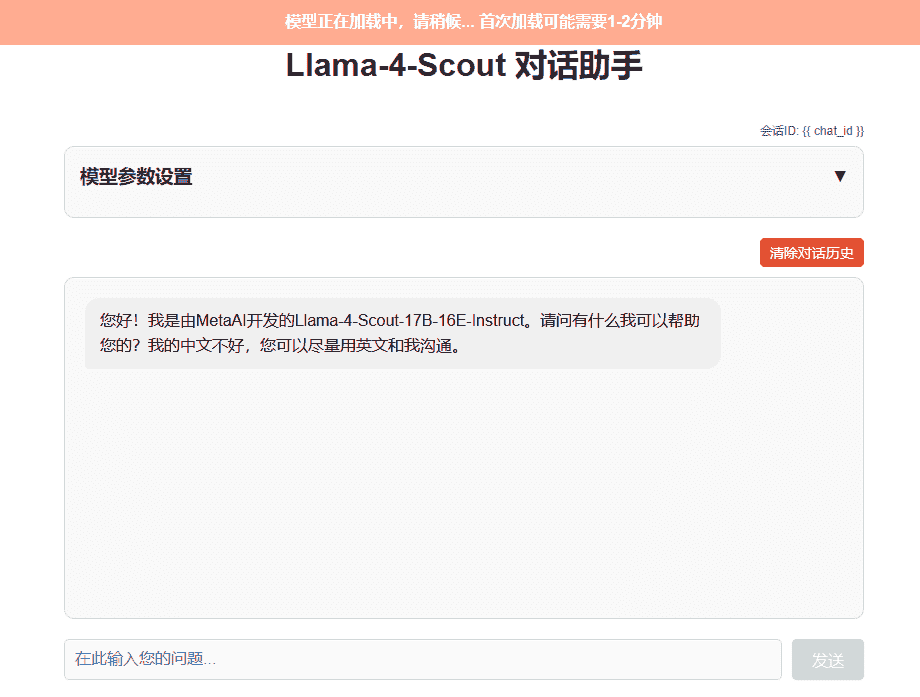 模型正在加载中，请稍候... 首次加载可能需要1-2分钟
Llama-4-Scout 对话助手
会话ID: {{ chat_id }}
模型参数设置
▼
清除对话历史
您好！我是由MetaAI开发的Llama-4-Scout-17B-16E-Instruct。请问有什么我可以帮助
您的？我的中文不好，您可以尽量用英文和我沟通。
在此输入您的问题...
发送